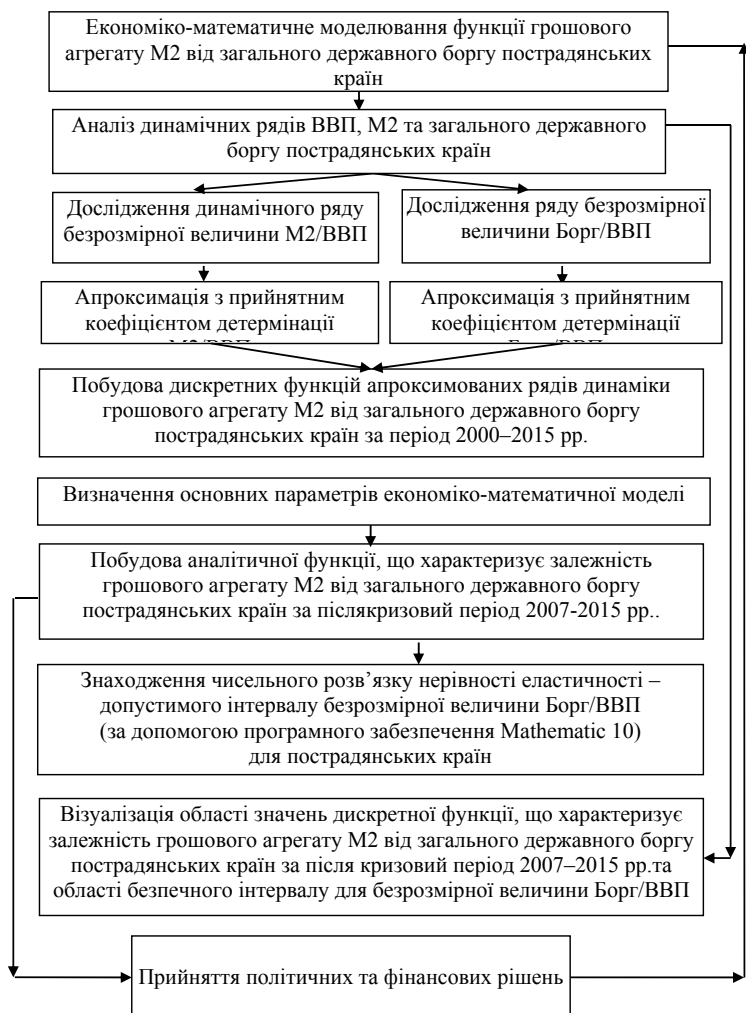 Економіко-математичне моделювання функції грошового
агрегату М2 від загального державного боргу пострадянських
країн
Аналіз динамічних рядів ВВП, М2 та загального державного
боргу пострадянських країн
Дослідження динамічного ряду
безрозмірної величини М2/ВВП
Дослідження ряду безрозмірної
величини Борг/ВВП
Апроксимація з прийнятним
коефіцієнтом детермінації
М2/ВВП
Апроксимація з прийнятним
коефіцієнтом детермінації
Побудова дискретних функцій апроксимованих рядів динаміки
грошового агрегату М2 від загального державного боргу
пострадянських країн за період 2000–2015 рр.
Визначення основних параметрів економіко-математичної моделі
Побудова аналітичної функції, що характеризує залежність
грошового агрегату М2 від загального державного боргу
пострадянських країн за післякризовий період 2007-2015 рр..
Знаходження чисельного розв’язку нерівності еластичності –
допустимого інтервалу безрозмірної величини Борг/ВВП
(за допомогою програмного забезпечення Mathematic 10)
для пострадянських країн
Візуалізація області значень дискретної функції, що характеризує
залежність грошового агрегату М2 від загального державного боргу
пострадянських країн за після кризовий період 2007–2015 рр.та
області безпечного інтервалу для безрозмірної величини Борг/ВВП
Прийняття політичних та фінансових рішень